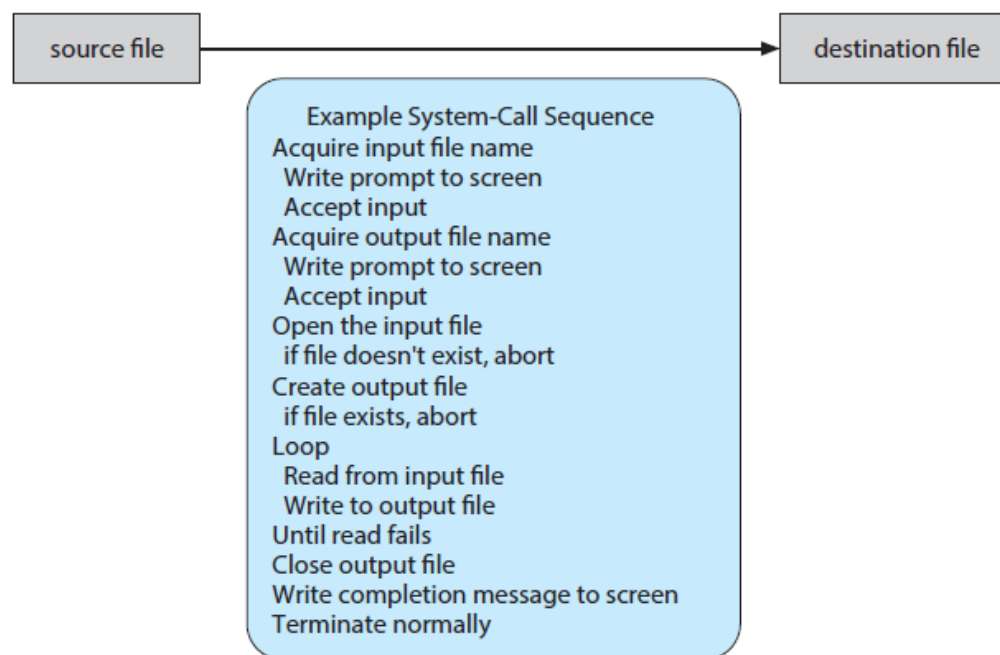 source file
destination file
Example System-Call Sequence
Acquire input file name
Write prompt to screen
Accept input
Acquire output file name
Write prompt to screen
Accept input
Open the input file
if file doesn't exist, abort
Create output file
if file exists, abort
Loop
Read from input file
Write to output file
Until read fails
Close output file
Write completion message to screen
Terminate normally